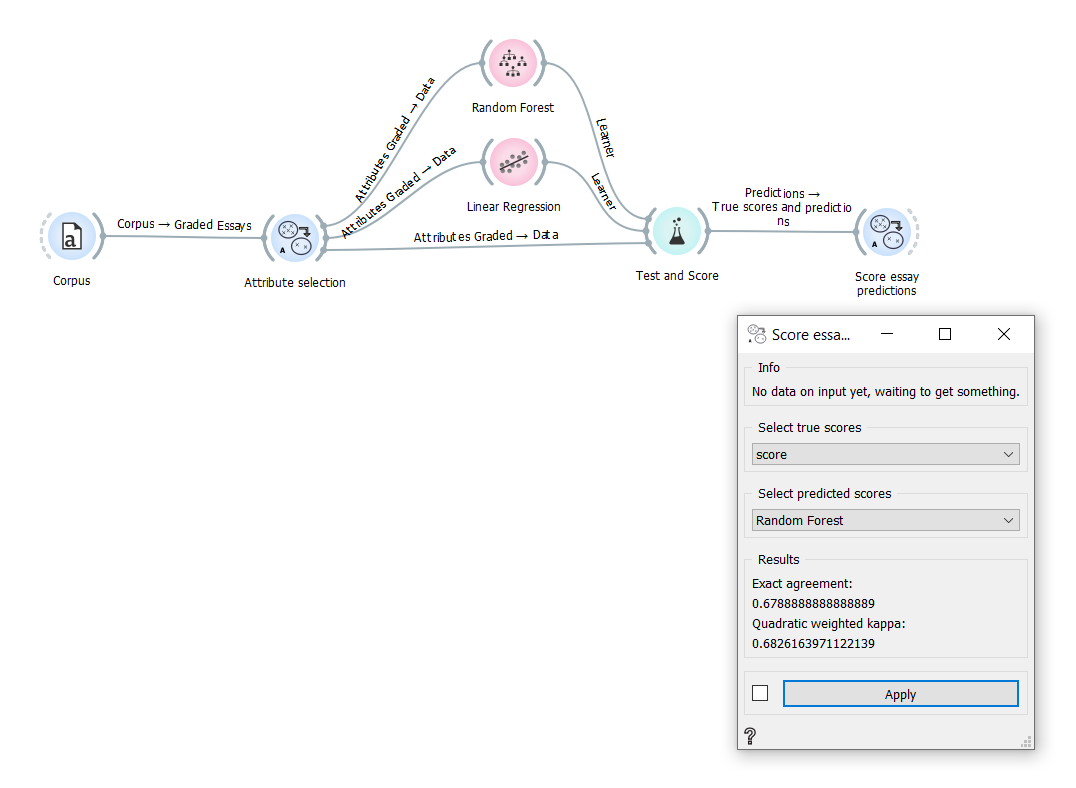 Attributes Graded → Data
Random Forest
Learner
Attributes Graded → Data
Linear Regression
Learner
Corpus → Graded Essays
Attributes Graded → Data
Predictions →
True scores and predictio
ns
a
A
A
Corpus
Attribute selection
Test and Score
Score essay
predictions
A
Score essa...
Info
No data on input yet, waiting to get something.
Select true scores
score
Select predicted scores
Random Forest
Results
Exact agreement:
0.6788888888888889
Quadratic weighted kappa:
0.6826163971122139
Apply
?